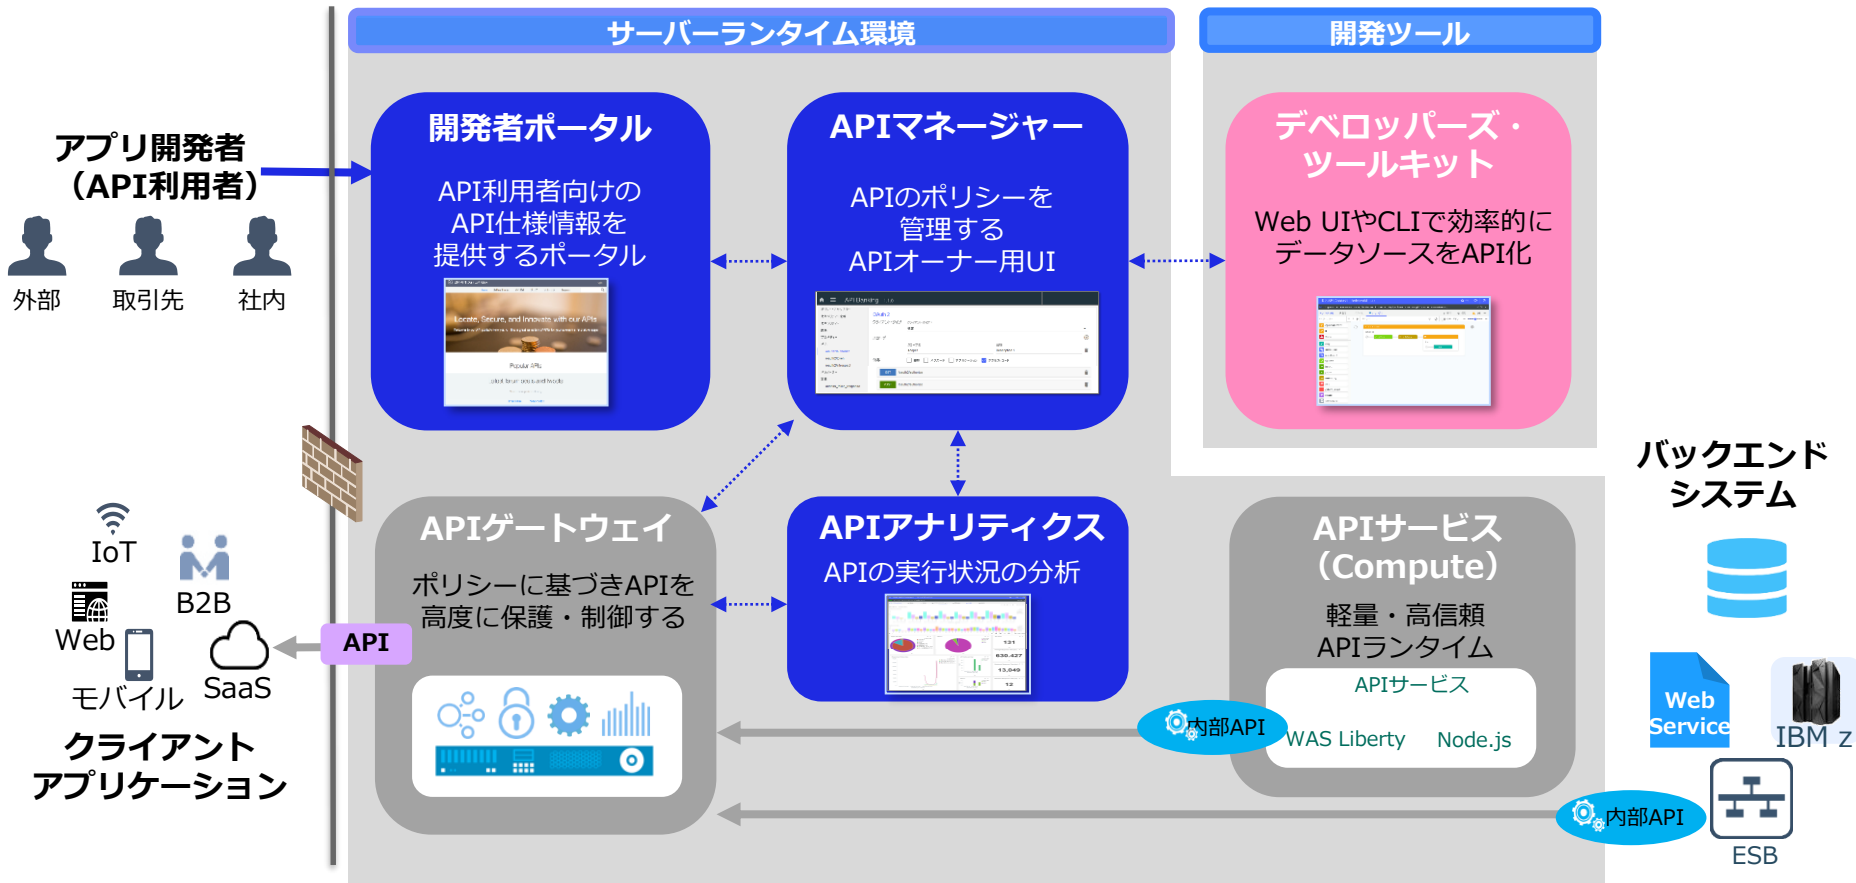 サーバーランタイム環境
開発ツール
アプリ開発者
（API利用者）
外部
取引先
社内
開発者ポータル
API利用者向けの
API仕様情報を
提供するポータル
Locate, Secure, and Innovate with our APIs
Popular APIs
APIマネージャー
APIのポリシーを
管理する
APIオーナー用UI
デベロッパーズ・
ツールキット
Web UIやCLIで効率的に
データソースをAPI化
IoT
B2B
Web
モバイル
SaaS
クライアント
アプリケーション
API
APIゲートウェイ
ポリシーに基づきAPIを
高度に保護・制御する
APIアナリティクス
APIの実行状況の分析
131
13,049
12
APIサービス
（Compute）
軽量・高信頼
APIランタイム
APIサービス
WAS Liberty
Node.js
内部API
内部API
バックエンド
システム
Web
Service
IBM z
ESB